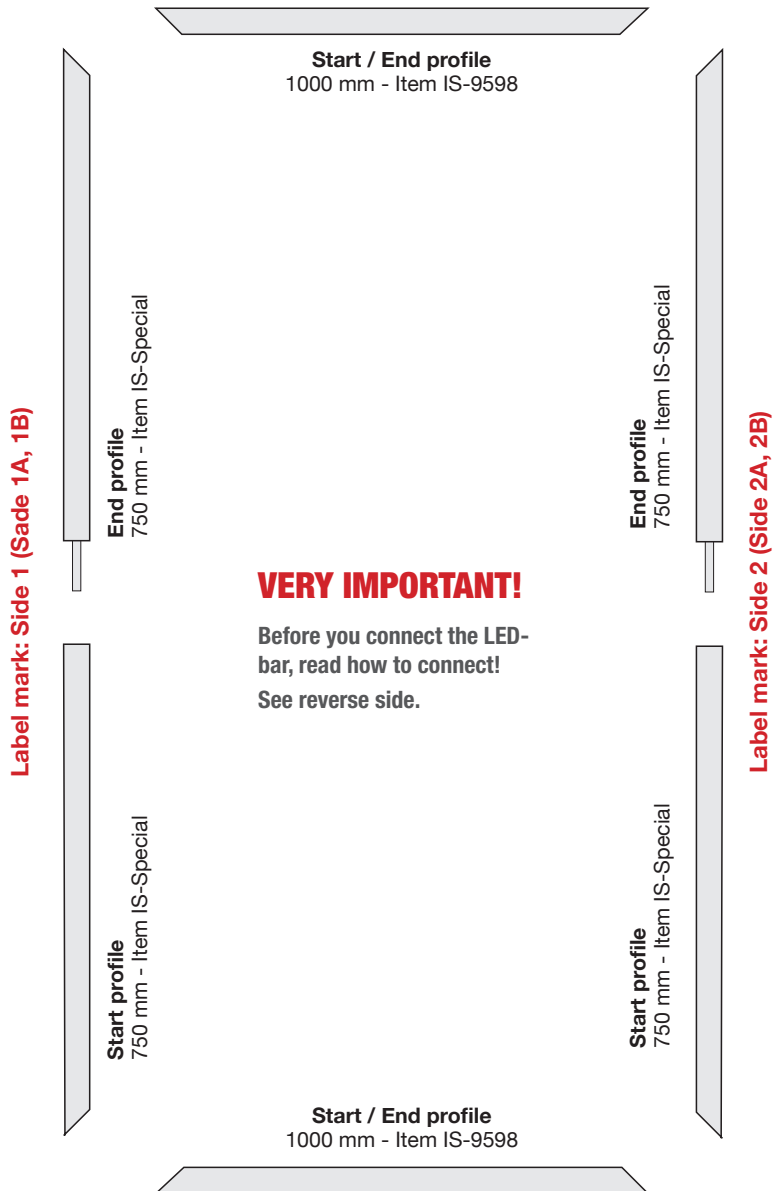 Start / End profile
1000 mm - Item IS-9598
End profile
750 mm - Item IS-Special
End profile
750 mm - Item IS-Special
Label mark: Side 1 (Sade 1A, 1B)
Label mark: Side 2 (Side 2A, 2B)
VERY IMPORTANT!
Before you connect the LED-
bar, read how to connect!
See reverse side.
Start profile
750 mm - Item IS-Special
Start profile
750 mm - Item IS-Special
Start / End profile
1000 mm - Item IS-9598